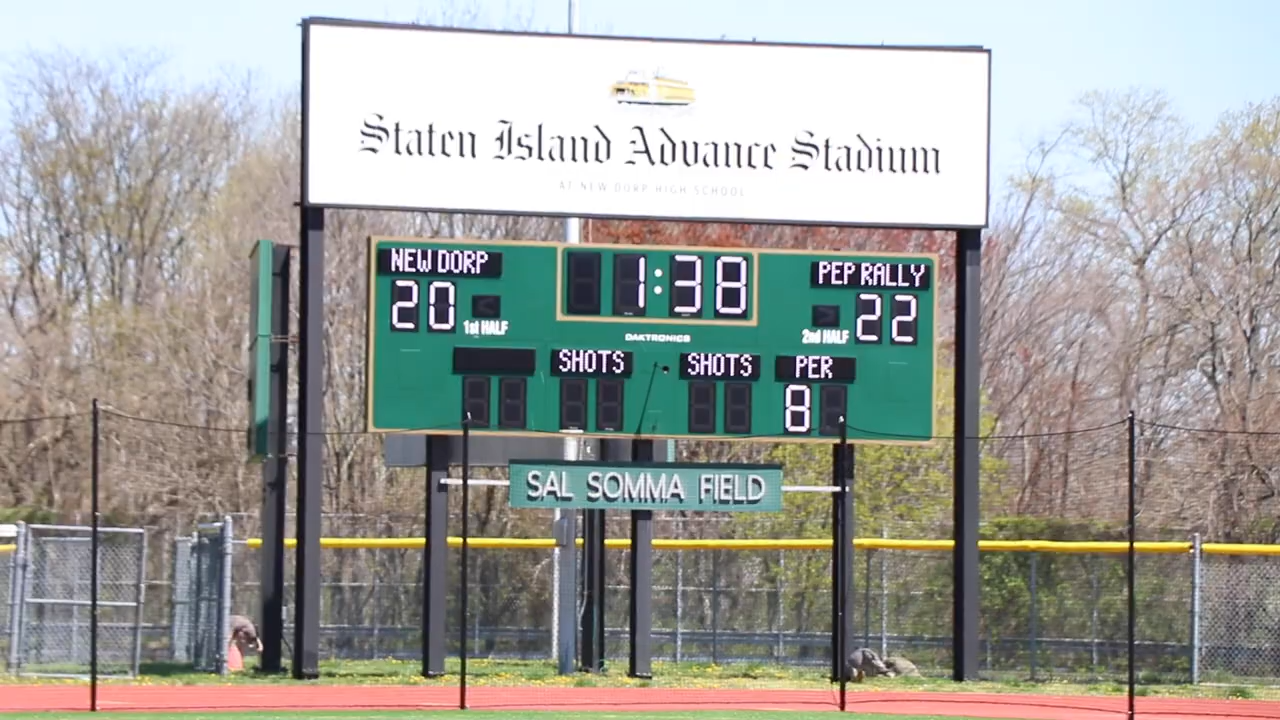 Staten Island Advance Stadium
AT NEW DORP HIGH SCHOOL
NEW DORP 1:38 PEP RALLY
20 1st HALF 2nd HALF 22
DAKTRONICS
SHOTS SHOTS PER
8
SAL SOMMA FIELD